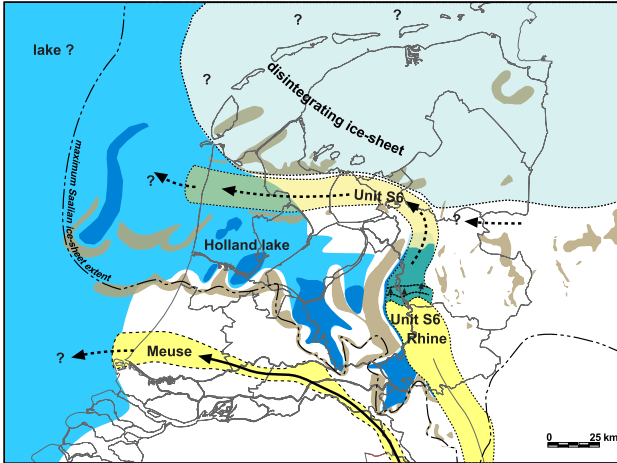 ?
?
lake ?
?
disintegrating ice-sheet
maximum Saalian
ice-sheet extent
?
Unit S6
?
Holland lake
Unit S6
Rhine
Meuse
?
0 25 km